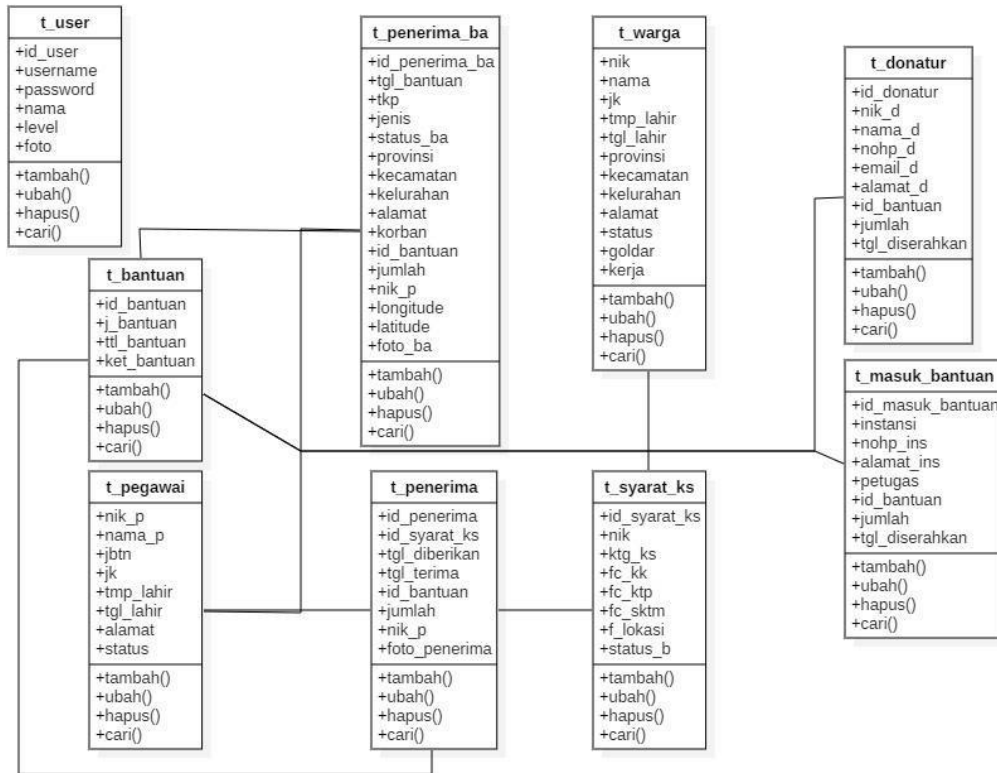 t_user
+id_user
+username
+password
+nama
+level
+foto
+tambah()
+ubah()
+hapus()
+cari()
t_penerima_ba
+id_penerima_ba
+tgl_bantuan
+tkp
+jenis
+status_ba
+provinsi
+kecamatan
+kelurahan
+alamat
+korban
+id_bantuan
+jumlah
+nik_p
+longitude
+latitude
+foto_ba
+tambah()
+ubah()
+hapus()
+cari()
t_warga
+nik
+nama
+jk
+tmp_lahir
+tgl_lahir
+provinsi
+kecamatan
+kelurahan
+alamat
+status
+goldar
+kerja
+tambah()
+ubah()
+hapus()
+cari()
t_donatur
+id_donatur
+nik_d
+nama_d
+nohp_d
+email_d
+alamat_d
+id_bantuan
+jumlah
+tgl_diserahkan
+tambah()
+ubah()
+hapus()
+cari()
t_bantuan
+id_bantuan
+j_bantuan
+ttl_bantuan
+ket_bantuan
+tambah()
+ubah()
+hapus()
+cari()
t_masuk_bantuan
+id_masuk_bantuan
+instansi
+nohp_ins
+alamat_ins
+petugas
+id_bantuan
+jumlah
+tgl_diserahkan
+tambah()
+ubah()
+hapus()
+cari()
t_pegawai
+nik_p
+nama_p
+jbtn
+jk
+tmp_lahir
+tgl_lahir
+alamat
+status
+tambah()
+ubah()
+hapus()
+cari()
t_penerima
+id_penerima
+id_syarat_ks
+tgl_diberikan
+tgl_terima
+id_bantuan
+jumlah
+nik_p
+foto_penerima
+tambah()
+ubah()
+hapus()
+cari()
t_syarat_ks
+id_syarat_ks
+nik
+ktg_ks
+fc_kk
+fc_ktp
+fc_sktm
+f_lokasi
+status_b
+tambah()
+ubah()
+hapus()
+cari()